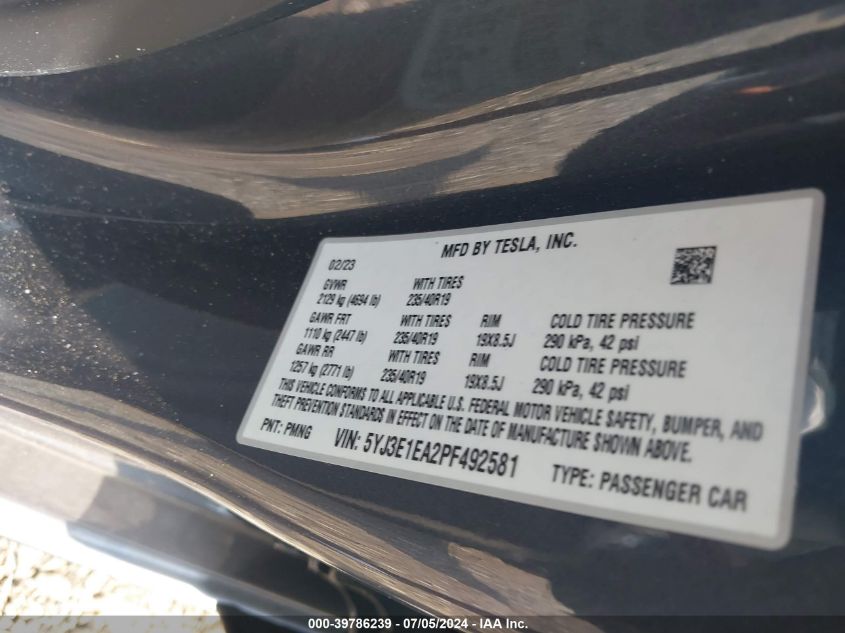 MFD BY TESLA, INC.
02/23
GVWR WITH TIRES
2129 kg (4694 lb) 235/40R19
GAWR FRT WITH TIRES RIM COLD TIRE PRESSURE
1110 kg (2447 lb) 235/40R19 19X8.5J 290 kPa, 42 psi
GAWR RR WITH TIRES RIM COLD TIRE PRESSURE
1257 kg (2771 lb) 235/40R19 19X8.5J 290 kPa, 42 psi
THIS VEHICLE CONFORMS TO ALL APPLICABLE U.S. FEDERAL MOTOR VEHICLE SAFETY, BUMPER, AND
THEFT PREVENTION STANDARDS IN EFFECT ON THE DATE OF MANUFACTURE SHOWN ABOVE.
PNT: PMNG VIN: 5YJ3E1EA2PF492581 TYPE: PASSENGER CAR
000-39786239 - 07/05/2024 - IAA Inc.